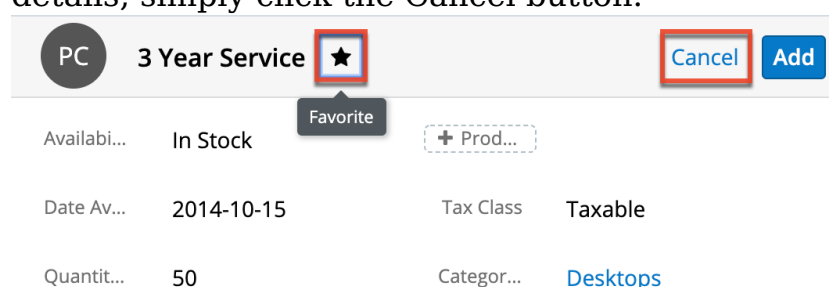 details, simply click the Cancel button.
PC 3 Year Service Cancel Add
Favorite
Availabi... In Stock + Prod...
Date Av... 2014-10-15 Tax Class Taxable
Quantit... 50 Categor... Desktops